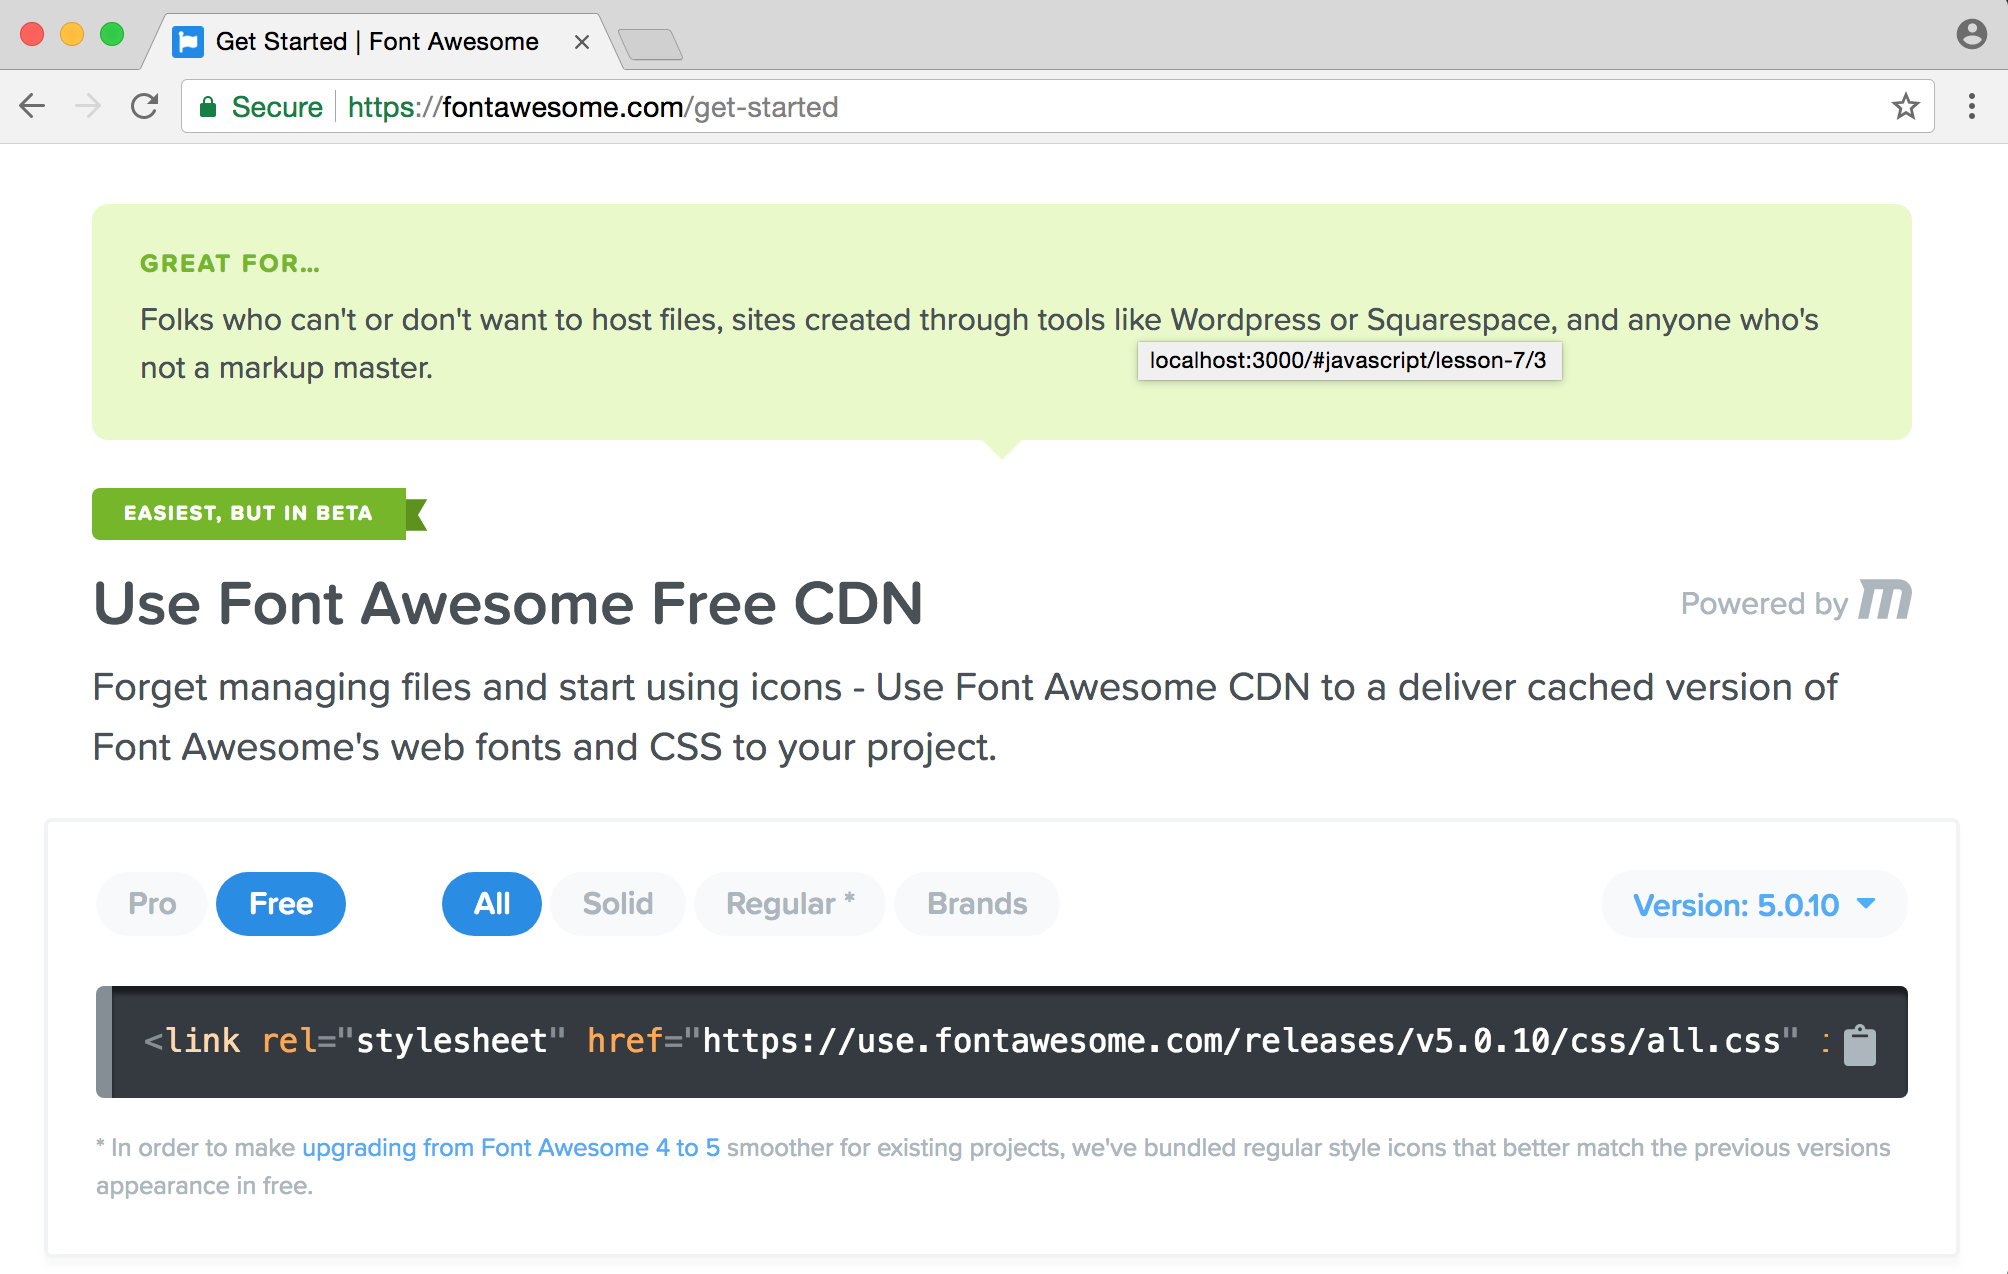 Get Started | Font Awesome
Secure https://fontawesome.com/get-started
GREAT FOR...
Folks who can't or don't want to host files, sites created through tools like Wordpress or Squarespace, and anyone who's
localhost:3000/#javascript/lesson-7/3
not a markup master.
EASIEST, BUT IN BETA
Use Font Awesome Free CDN
Powered by m
Forget managing files and start using icons - Use Font Awesome CDN to a deliver cached version of
Font Awesome's web fonts and CSS to your project.
Pro Free All Solid Regular * Brands Version: 5.0.10
<link rel="stylesheet" href="https://use.fontawesome.com/releases/v5.0.10/css/all.css"
* In order to make upgrading from Font Awesome 4 to 5 smoother for existing projects, we've bundled regular style icons that better match the previous versions
appearance in free.